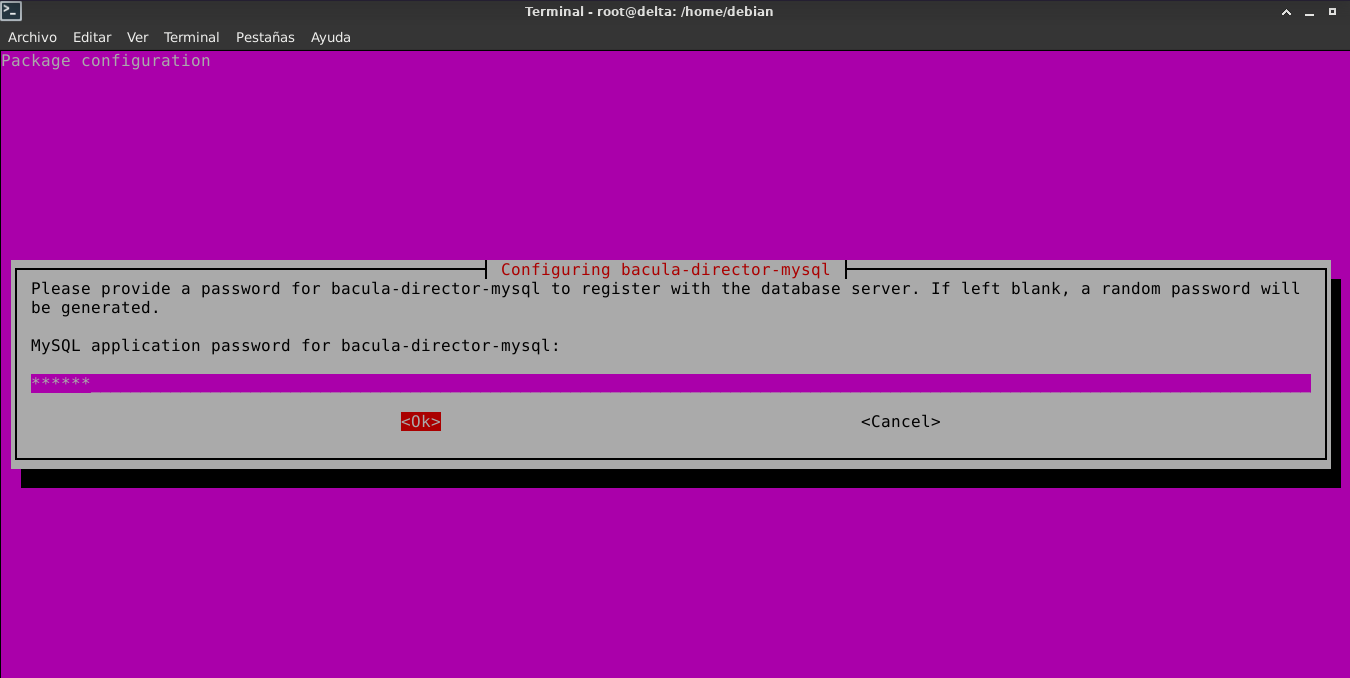 Terminal - root@delta: /home/debian
Archivo Editar Ver Terminal Pestañas Ayuda
Package configuration
Configuring bacula-director-mysql
Please provide a password for bacula-director-mysql to register with the database server. If left blank, a random password will
be generated.
MySQL application password for bacula-director-mysql:
******
<Ok> <Cancel>